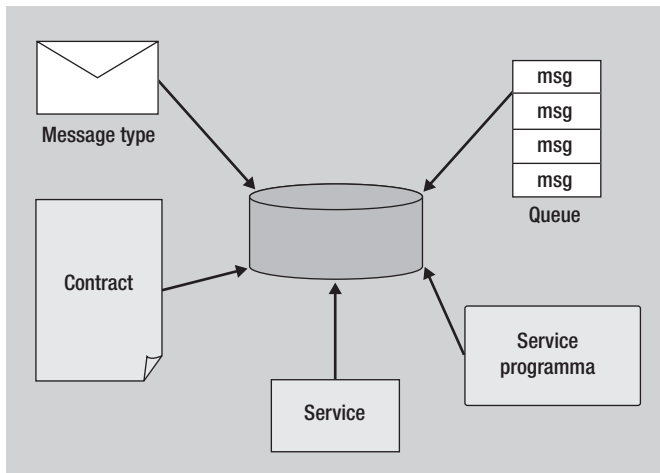 Message type
msg
msg
msg
msg
Queue
Contract
Service
programma
Service